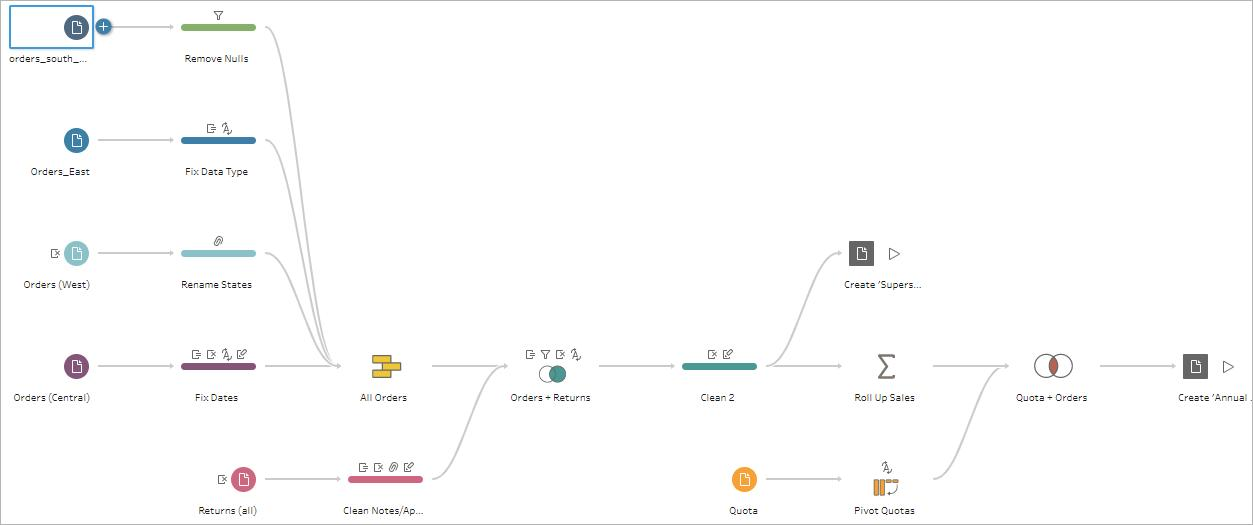 orders_south_...
Remove Nulls
Orders_East
Fix Data Type
Orders (West)
Rename States
Create 'Supers...
Orders (Central)
Fix Dates
All Orders
Orders + Returns
Clean 2
Roll Up Sales
Quota + Orders
Create 'Annual ...
Returns (all)
Clean Notes/Ap...
Quota
Pivot Quotas